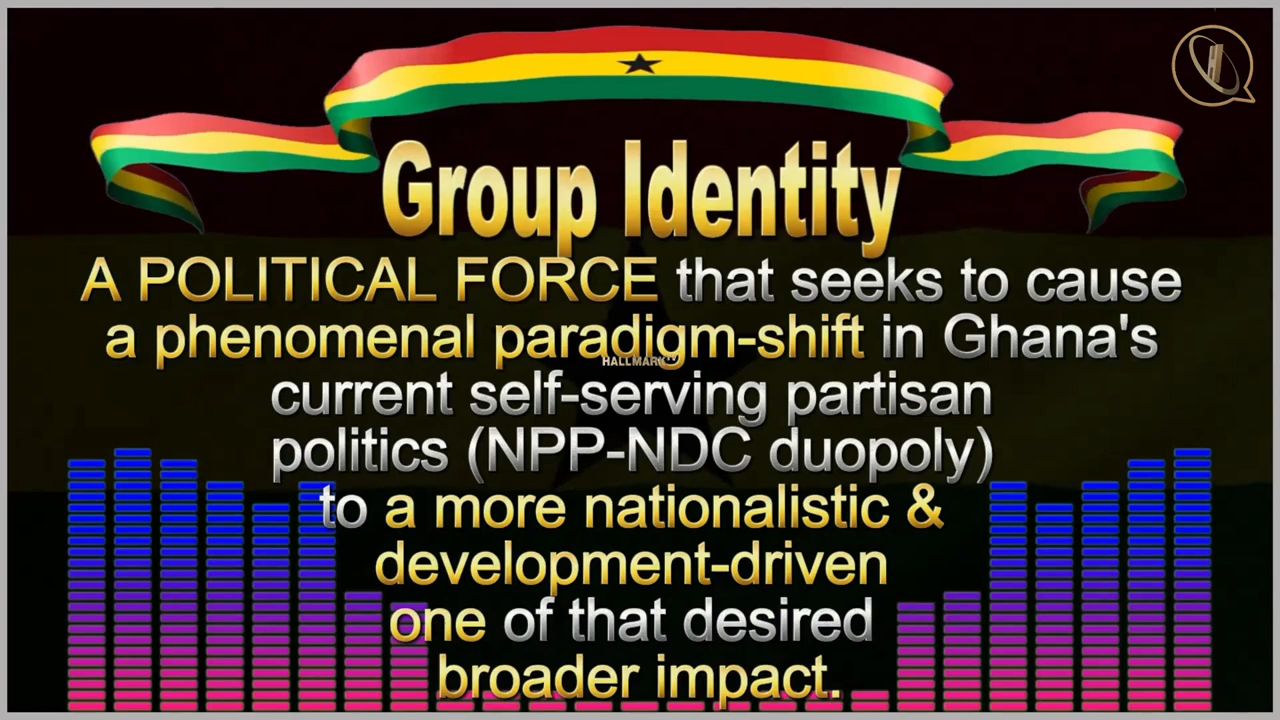 Group Identity
A POLITICAL FORCE that seeks to cause
a phenomenal paradigm-shift in Ghana's
HALLMARK
current self-serving partisan
politics (NPP-NDC duopoly)
to a more nationalistic &
development-driven
one of that desired
broader impact.